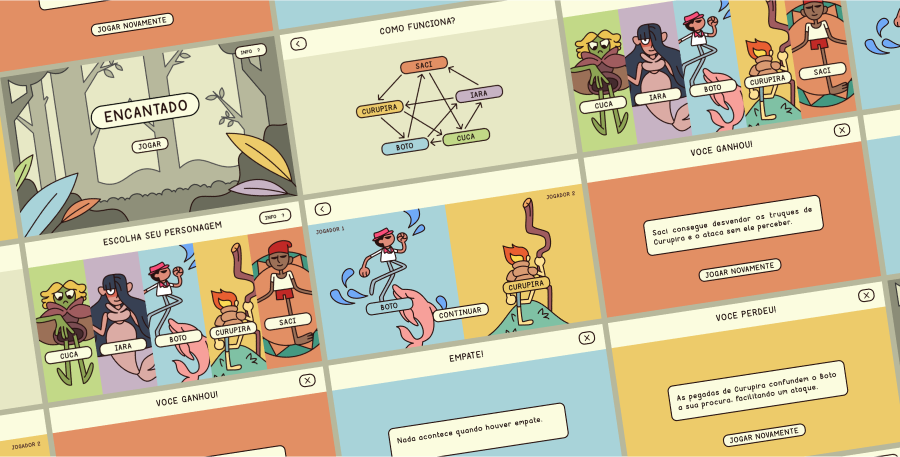 JOGAR NOVAMENTE
INFO ?
ENCANTADO
JOGAR
COMO FUNCIONA?
SACI
IARA
CURUPIRA
CUCA
BOTO
CUCA
IARA
BOTO
CURUPIRA
SACI
INFO ?
ESCOLHA SEU PERSONAGEM
CUCA
IARA
BOTO
CURUPIRA
SACI
JOGADOR 1
JOGADOR 2
BOTO
CONTINUAR
CURUPIRA
VOCE GANHOU!
Saci consegue desvendar os truques de
Curupira e o ataca sem ele perceber.
JOGAR NOVAMENTE
JOGADOR 2
VOCE GANHOU!
EMPATE!
Nada acontece quando houver empate.
VOCE PERDEU!
As pegadas de Curupira confundem o Boto
a sua procura, facilitando um ataque.
JOGAR NOVAMENTE